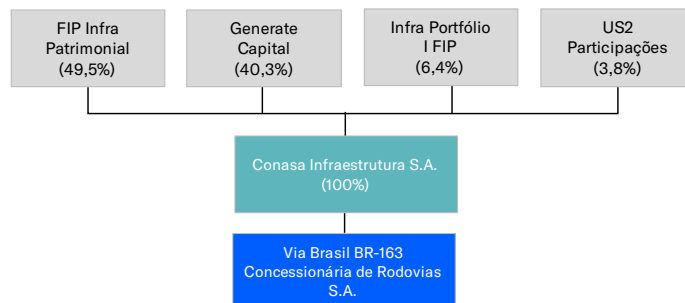 FIP Infra
Patrimonial
(49,5%)
Generate
Capital
(40,3%)
Infra Portfólio
I FIP
(6,4%)
US2
Participações
(3,8%)
Conasa Infraestrutura S.A.
(100%)
Via Brasil BR-163
Concessionária de Rodovias
S.A.